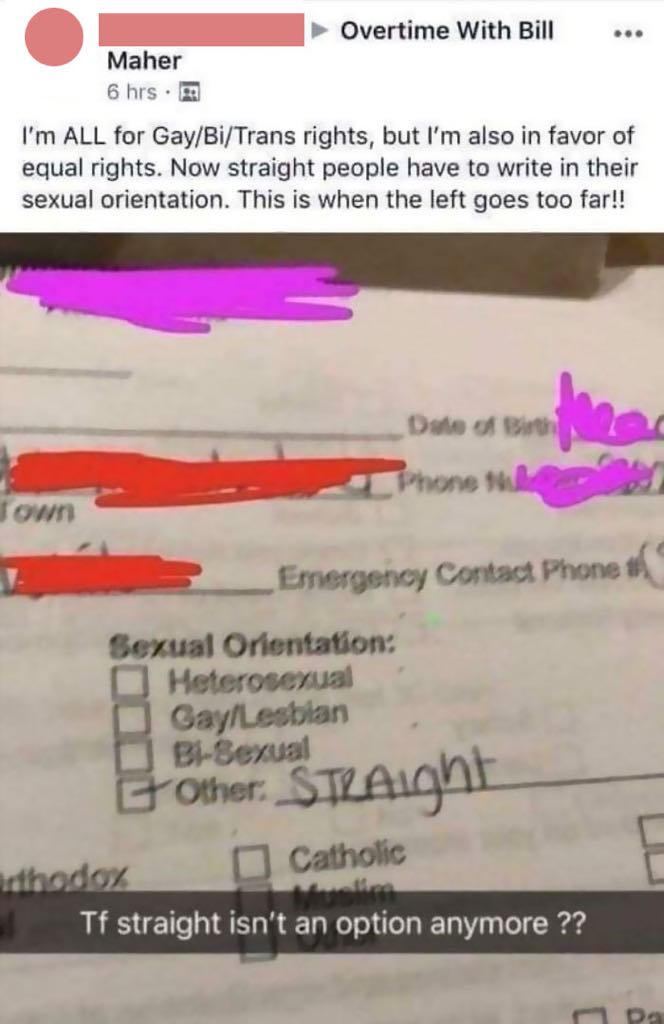 Overtime With Bill
Maher
6 hrs
I'm ALL for Gay/Bi/Trans rights, but I'm also in favor of
equal rights. Now straight people have to write in their
sexual orientation. This is when the left goes too far!!
Date of Birth
Phone
Town
Emergency Contact Phone #(
Sexual Orientation:
Heterosexual
Gay/Lesbian
Bi-Sexual
Other: STRAIght
Catholic
Muslim
Tf straight isn't an option anymore ??